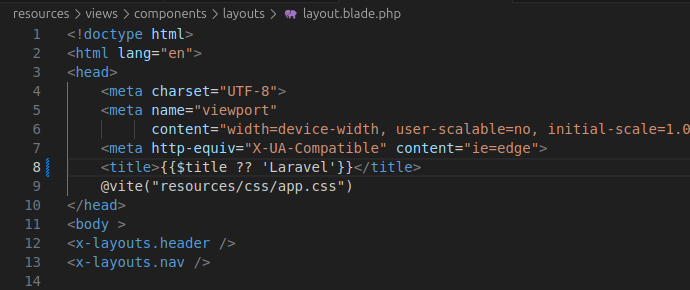 resources > views > components > layouts > layout.blade.php
1 <!doctype html>
2 <html lang="en">
3 <head>
4 <meta charset="UTF-8">
5 <meta name="viewport"
6 content="width=device-width, user-scalable=no, initial-scale=1.0
7 <meta http-equiv="X-UA-Compatible" content="ie=edge">
8 <title>{{$title ?? 'Laravel'}}</title>
9 @vite("resources/css/app.css")
10 </head>
11 <body >
12 <x-layouts.header />
13 <x-layouts.nav />
14